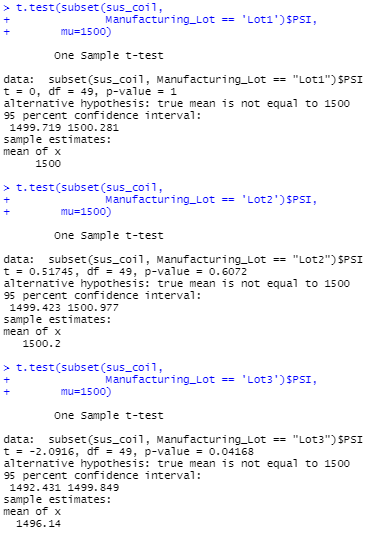 > t.test(subset(sus_coil,
+ Manufacturing_Lot == 'Lot1')$PSI,
+ mu=1500)
One Sample t-test
data: subset(sus_coil, Manufacturing_Lot == "Lot1")$PSI
t = 0, df = 49, p-value = 1
alternative hypothesis: true mean is not equal to 1500
95 percent confidence interval:
1499.719 1500.281
sample estimates:
mean of x
1500
> t.test(subset(sus_coil,
+ Manufacturing_Lot == 'Lot2')$PSI,
+ mu=1500)
One Sample t-test
data: subset(sus_coil, Manufacturing_Lot == "Lot2")$PSI
t = 0.51745, df = 49, p-value = 0.6072
alternative hypothesis: true mean is not equal to 1500
95 percent confidence interval:
1499.423 1500.977
sample estimates:
mean of x
1500.2
> t.test(subset(sus_coil,
+ Manufacturing_Lot == 'Lot3')$PSI,
+ mu=1500)
One Sample t-test
data: subset(sus_coil, Manufacturing_Lot == "Lot3")$PSI
t = -2.0916, df = 49, p-value = 0.04168
alternative hypothesis: true mean is not equal to 1500
95 percent confidence interval:
1492.431 1499.849
sample estimates:
mean of x
1496.14